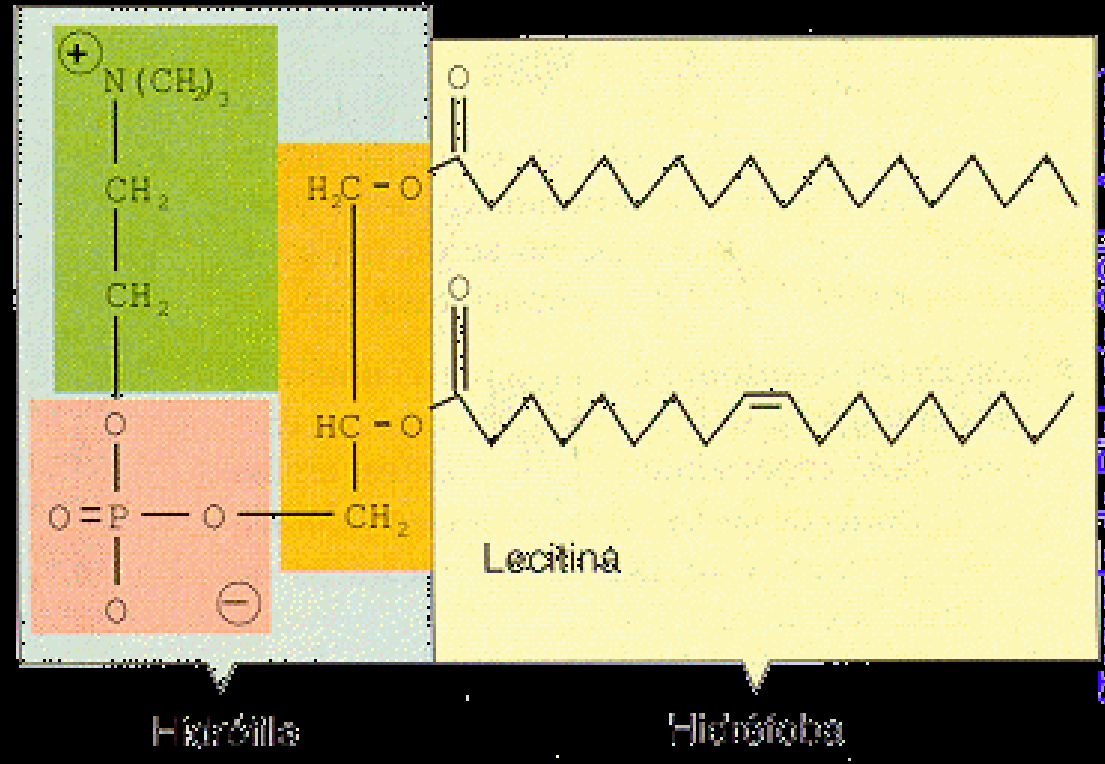 +
N(CH₃)₃
CH₂
CH₂
O
O=P—O
O
−
H₂C-O
HC-O
CH₂
O
O
Lecitina
Hidrófila
Hidrófoba